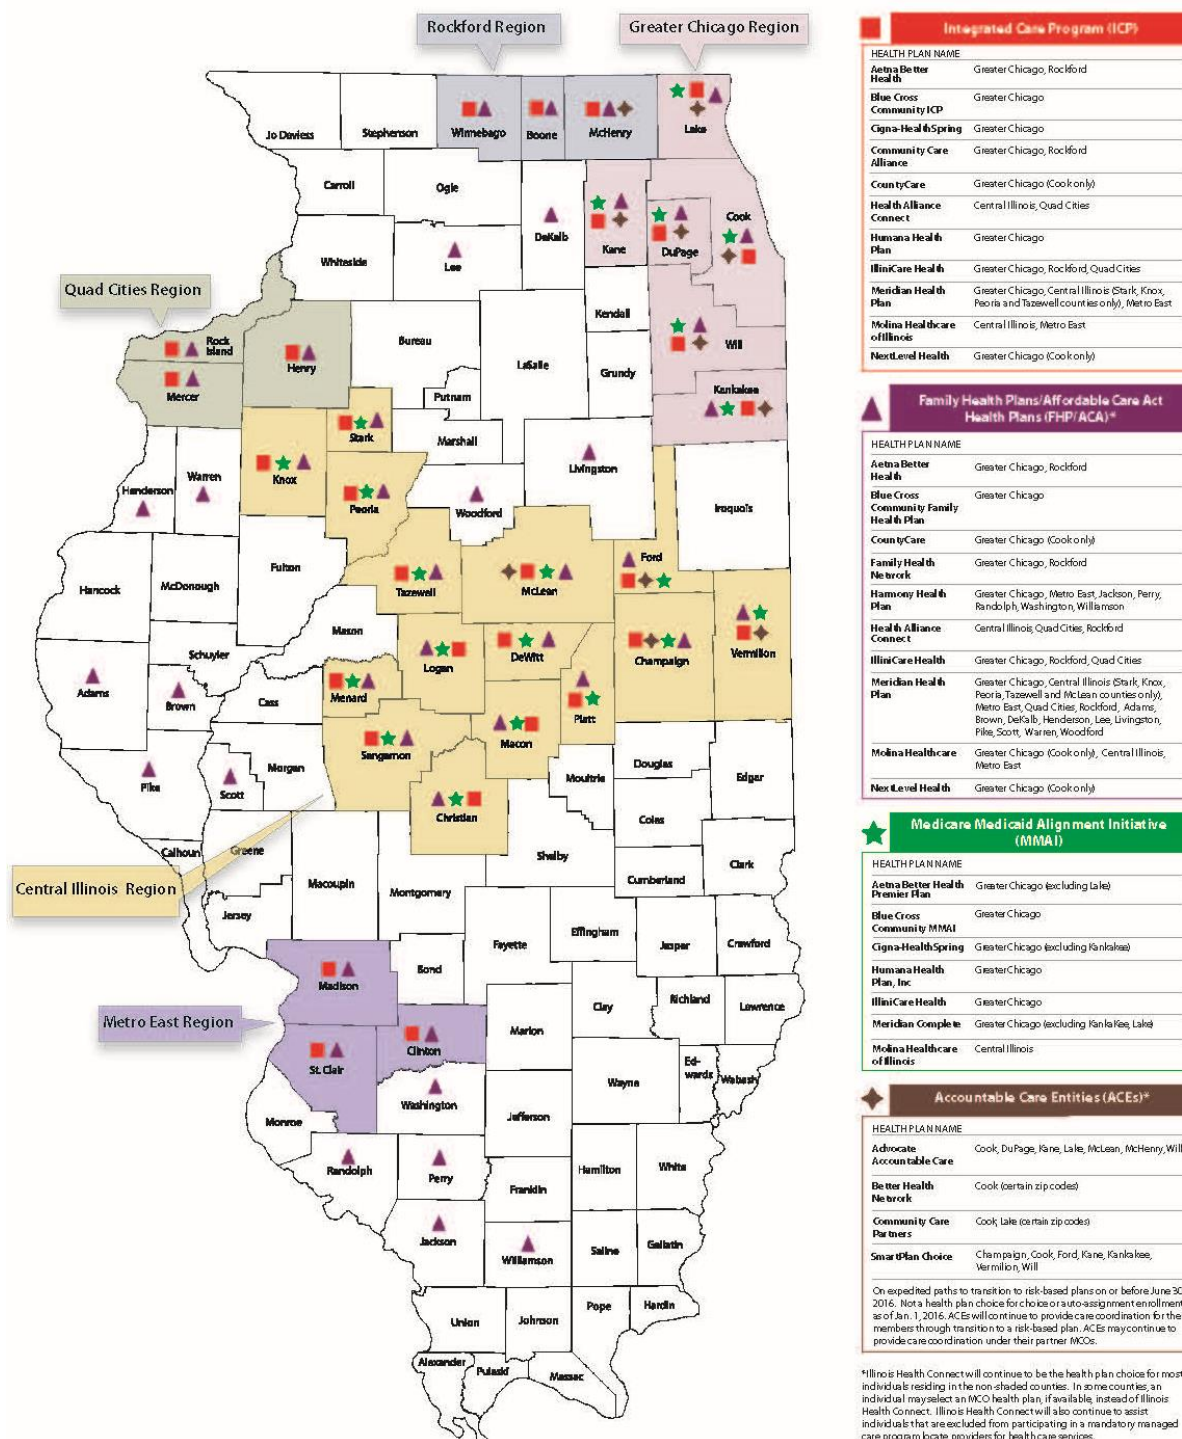 Rockford Region
Greater Chicago Region
Jo Daviess
Stephenson
Winnebago
Boone
McHenry
Lake
Carroll
Ogle
DeKalb
Kane
DuPage
Cook
Whiteside
Lee
Quad Cities Region
Kendall
Will
Rock
Island
Henry
Bureau
LaSalle
Grundy
Mercer
Putnam
Kankakee
Stark
Marshall
Knox
Peoria
Livingston
Warren
Henderson
Woodford
Iroquois
Ford
Fulton
Hancock
McDonough
Tazewell
McLean
Mason
Schuyler
Logan
DeWitt
Champaign
Vermilion
Adams
Brown
Cass
Menard
Piatt
Sangamon
Macon
Morgan
Pike
Scott
Moultrie
Douglas
Edgar
Christian
Coles
Calhoun
Greene
Shelby
Clark
Central Illinois Region
Macoupin
Montgomery
Cumberland
Jersey
Fayette
Effingham
Jasper
Crawford
Madison
Bond
Clay
Richland
Lawrence
Metro East Region
Clinton
Marion
St. Clair
Ed-
wards
Wabash
Wayne
Washington
Monroe
Jefferson
Randolph
Perry
Hamilton
White
Franklin
Jackson
Williamson
Saline
Gallatin
Union
Johnson
Pope
Hardin
Alexander
Pulaski
Massac
Integrated Care Program (ICP)
HEALTH PLAN NAME
Aetna Better Greater Chicago, Rockford
Health
Blue Cross Greater Chicago
Community ICP
Cigna-HealthSpring Greater Chicago
Community Care Greater Chicago, Rockford
Alliance
CountyCare Greater Chicago (Cook only)
Health Alliance Central Illinois, Quad Cities
Connect
Humana Health Greater Chicago
Plan
IlliniCare Health Greater Chicago, Rockford, Quad Cities
Meridian Health Greater Chicago, Central Illinois (Stark, Knox,
Plan Peoria and Tazewell counties only), Metro East
Molina Healthcare Central Illinois, Metro East
of Illinois
NextLevel Health Greater Chicago (Cook only)
Family Health Plans/Affordable Care Act
Health Plans (FHP/ACA)*
HEALTH PLAN NAME
Aetna Better Greater Chicago, Rockford
Health
Blue Cross Greater Chicago
Community Family
Health Plan
CountyCare Greater Chicago (Cook only)
Family Health Greater Chicago, Rockford
Network
Harmony Health Greater Chicago, Metro East, Jackson, Perry,
Plan Randolph, Washington, Williamson
Health Alliance Central Illinois, Quad Cities, Rockford
Connect
IlliniCare Health Greater Chicago, Rockford, Quad Cities
Meridian Health Greater Chicago, Central Illinois (Stark, Knox,
Plan Peoria, Tazewell and McLean counties only),
Metro East, Quad Cities, Rockford, Adams,
Brown, DeKalb, Henderson, Lee, Livingston,
Pike, Scott, Warren, Woodford
Molina Healthcare Greater Chicago (Cook only), Central Illinois,
Metro East
NextLevel Health Greater Chicago (Cook only)
Medicare Medicaid Alignment Initiative
(MMAI)
HEALTH PLAN NAME
Aetna Better Health Greater Chicago (excluding Lake)
Premier Plan
Blue Cross Greater Chicago
Community MMAI
Cigna-HealthSpring Greater Chicago (excluding Kankakee)
Humana Health Greater Chicago
Plan, Inc
IlliniCare Health Greater Chicago
Meridian Complete Greater Chicago (excluding KankaKee, Lake)
Molina Healthcare Central Illinois
of Illinois
Accountable Care Entities (ACEs)*
HEALTH PLAN NAME
Advocate Cook, DuPage, Kane, Lake, McLean, McHenry, Will
Accountable Care
Better Health Cook (certain zip codes)
Network
Community Care Cook, Lake (certain zip codes)
Partners
SmartPlan Choice Champaign, Cook, Ford, Kane, Kankakee,
Vermilion, Will
On expedited paths to transition to risk-based plans on or before June 30
2016. Not a health plan choice for choice or auto-assignment enrollment
as of Jan. 1, 2016. ACEs will continue to provide care coordination for the
members through transition to a risk-based plan. ACEs may continue to
provide care coordination under their partner MCOs.
*Illinois Health Connect will continue to be the health plan choice for most
individuals residing in the non-shaded counties. In some counties, an
individual may select an MCO health plan, if available, instead of Illinois
Health Connect. Illinois Health Connect will also continue to assist
individuals that are excluded from participating in a mandatory managed
care program locate providers for healthcare services.